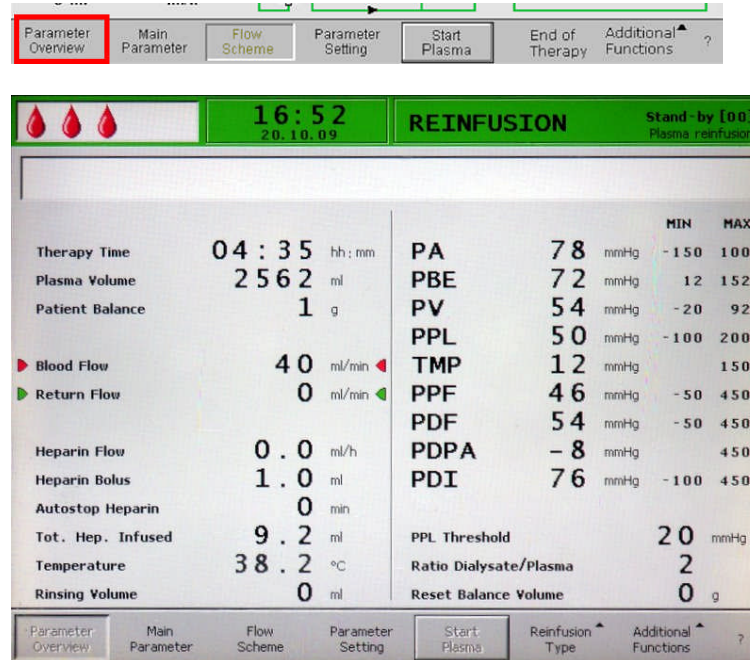 Parameter Overview Main Parameter Flow Scheme Parameter Setting Start Plasma End of Therapy Additional Functions ?
16:52
20.10.09
REINFUSION
Stand-by [00]
Plasma reinfusion
MIN MAX
Therapy Time 04:35 hh:mm
Plasma Volume 2562 ml
Patient Balance 1 g
Blood Flow 40 ml/min
Return Flow 0 ml/min
Heparin Flow 0.0 ml/h
Heparin Bolus 1.0 ml
Autostop Heparin 0 min
Tot. Hep. Infused 9.2 ml
Temperature 38.2 °C
Rinsing Volume 0 ml
PA 78 mmHg -150 100
PBE 72 mmHg 12 152
PV 54 mmHg -20 92
PPL 50 mmHg -100 200
TMP 12 mmHg 150
PPF 46 mmHg -50 450
PDF 54 mmHg -50 450
PDPA -8 mmHg 450
PDI 76 mmHg -100 450
PPL Threshold 20 mmHg
Ratio Dialysate/Plasma 2
Reset Balance Volume 0 g
Parameter Overview Main Parameter Flow Scheme Parameter Setting Start Plasma Reinfusion Type Additional Functions ?